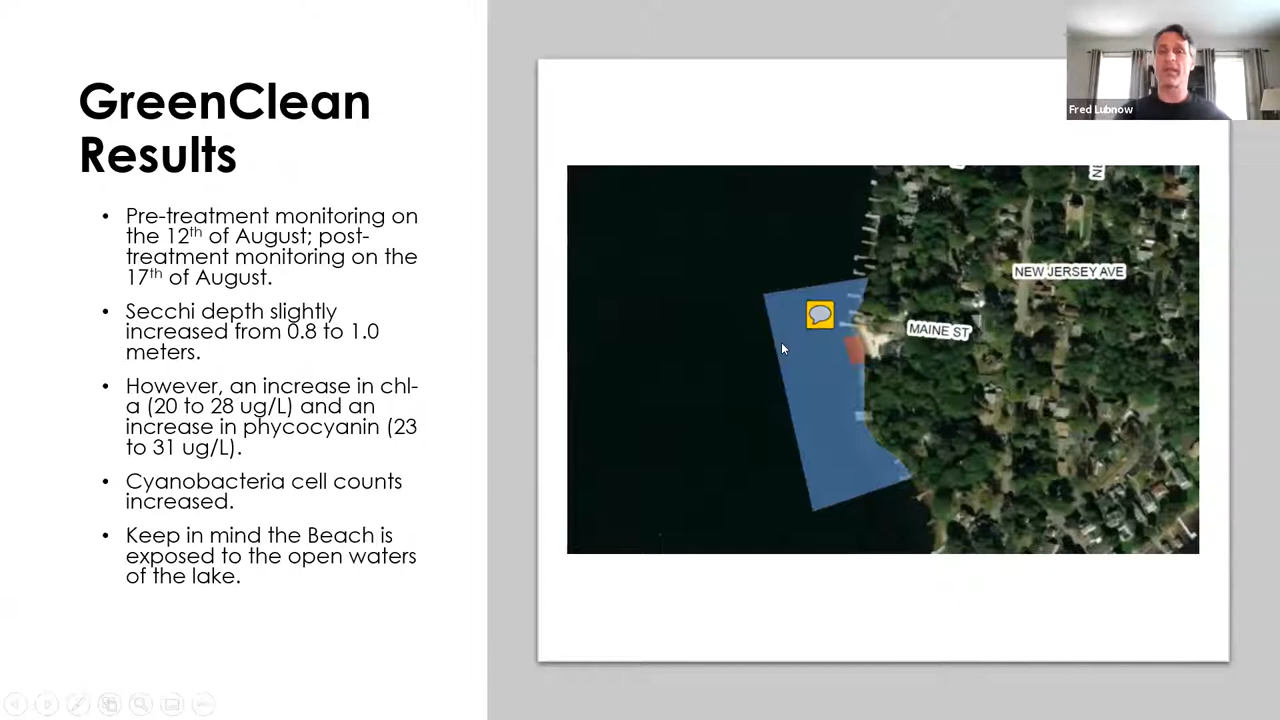 GreenClean
Results
• Pre-treatment monitoring on
the 12th of August; post-
treatment monitoring on the
17th of August.
• Secchi depth slightly
increased from 0.8 to 1.0
meters.
• However, an increase in chl-
a (20 to 28 ug/L) and an
increase in phycocyanin (23
to 31 ug/L).
• Cyanobacteria cell counts
increased.
• Keep in mind the Beach is
exposed to the open waters
of the lake.
Fred Lubnow
NEW JERSEY AVE
MAINE ST